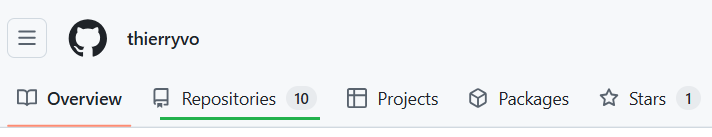 thierryvo
Overview Repositories 10 Projects Packages Stars 1